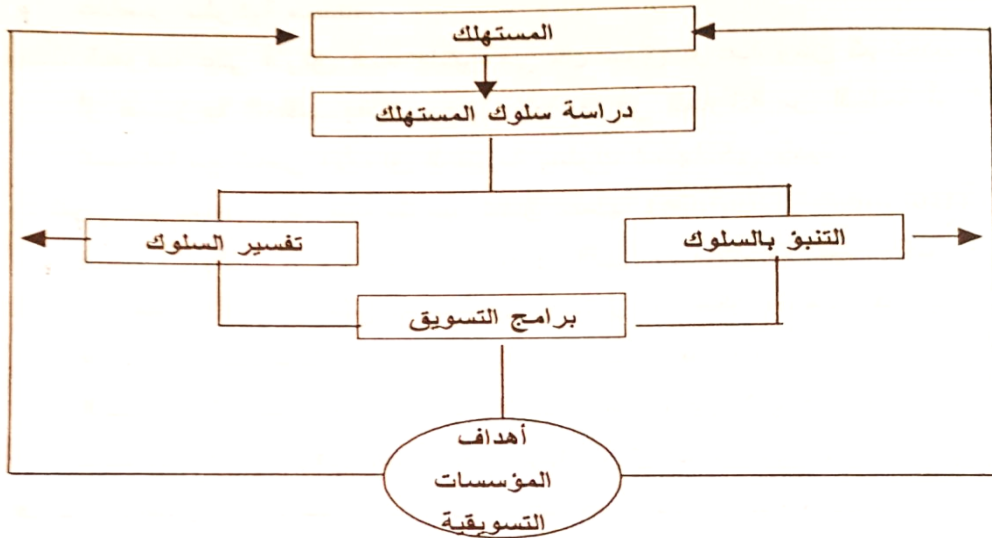 المستهلك
دراسة سلوك المستهلك
التنبؤ بالسلوك
تفسير السلوك
برامج التسويق
أهداف
المؤسسات
التسويقية